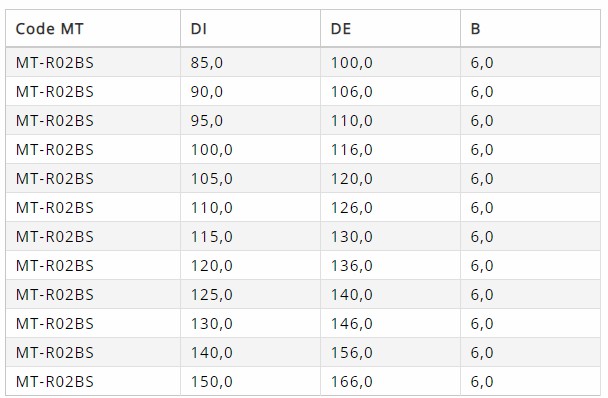 Code MT DI DE B
MT-R02BS 85,0 100,0 6,0
MT-R02BS 90,0 106,0 6,0
MT-R02BS 95,0 110,0 6,0
MT-R02BS 100,0 116,0 6,0
MT-R02BS 105,0 120,0 6,0
MT-R02BS 110,0 126,0 6,0
MT-R02BS 115,0 130,0 6,0
MT-R02BS 120,0 136,0 6,0
MT-R02BS 125,0 140,0 6,0
MT-R02BS 130,0 146,0 6,0
MT-R02BS 140,0 156,0 6,0
MT-R02BS 150,0 166,0 6,0